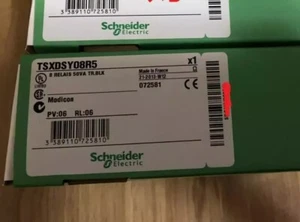 3 389110 725810
Schneider
Electric
TSXDSY08R5
x1
8 RELAIS 50VA TR.BLK
Made in France
072581
Modicon
PV:06 RL:06
Schneider
Electric
3 389110 725810